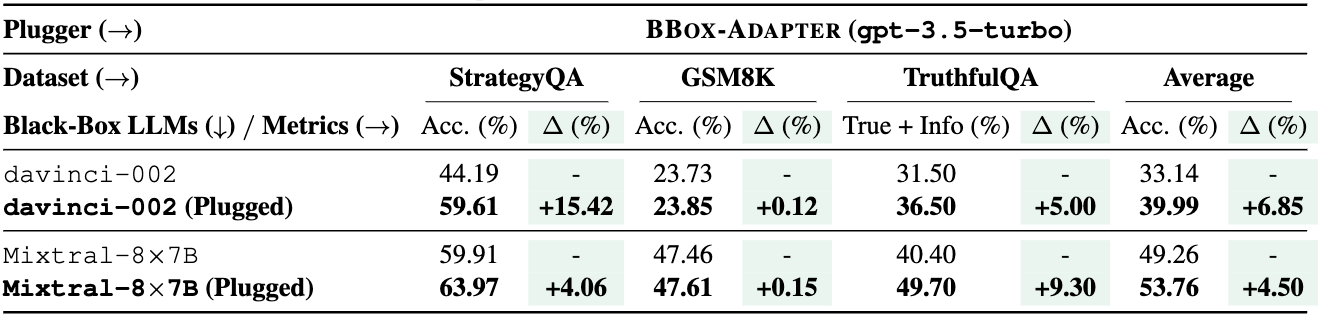 Plugger (→) BBOX-ADAPTER (gpt-3.5-turbo)
Dataset (→) StrategyQA GSM8K TruthfulQA Average
Black-Box LLMs (↓) / Metrics (→) Acc. (%) Δ (%) Acc. (%) Δ (%) True + Info (%) Δ (%) Acc. (%) Δ (%)
davinci-002 44.19 - 23.73 - 31.50 - 33.14 -
davinci-002 (Plugged) 59.61 +15.42 23.85 +0.12 36.50 +5.00 39.99 +6.85
Mixtral-8×7B 59.91 - 47.46 - 40.40 - 49.26 -
Mixtral-8×7B (Plugged) 63.97 +4.06 47.61 +0.15 49.70 +9.30 53.76 +4.50